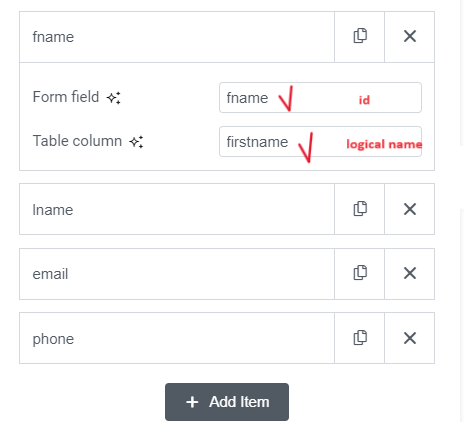 fname
Form field fname id
Table column firstname logical name
lname
email
phone
+ Add Item